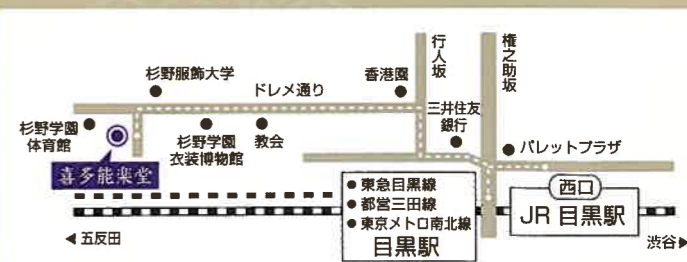 行人坂
権之助坂
杉野服飾大学
ドレメ通り
香港園
三井住友
銀行
杉野学園
体育館
杉野学園
衣装博物館
教会
パレットプラザ
喜多能楽堂
西口
JR 目黒駅
●東急目黒線
●都営三田線
●東京メトロ南北線
目黒駅
◀五反田
渋谷▶